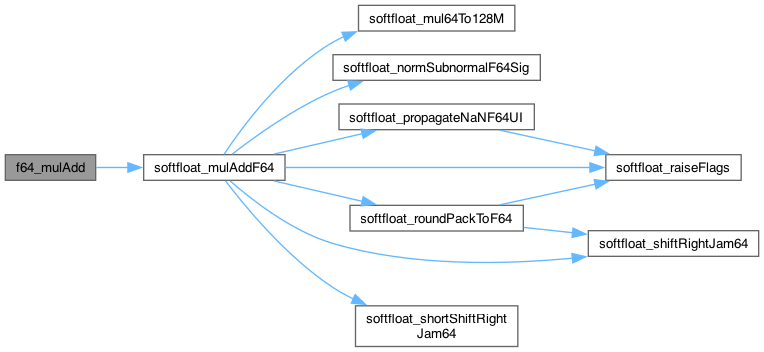 softfloat_mul64To128M
softfloat_normSubnormalF64Sig
softfloat_propagateNaNF64UI
f64_mulAdd
softfloat_mulAddF64
softfloat_raiseFlags
softfloat_roundPackToF64
softfloat_shiftRightJam64
softfloat_shortShiftRight
Jam64